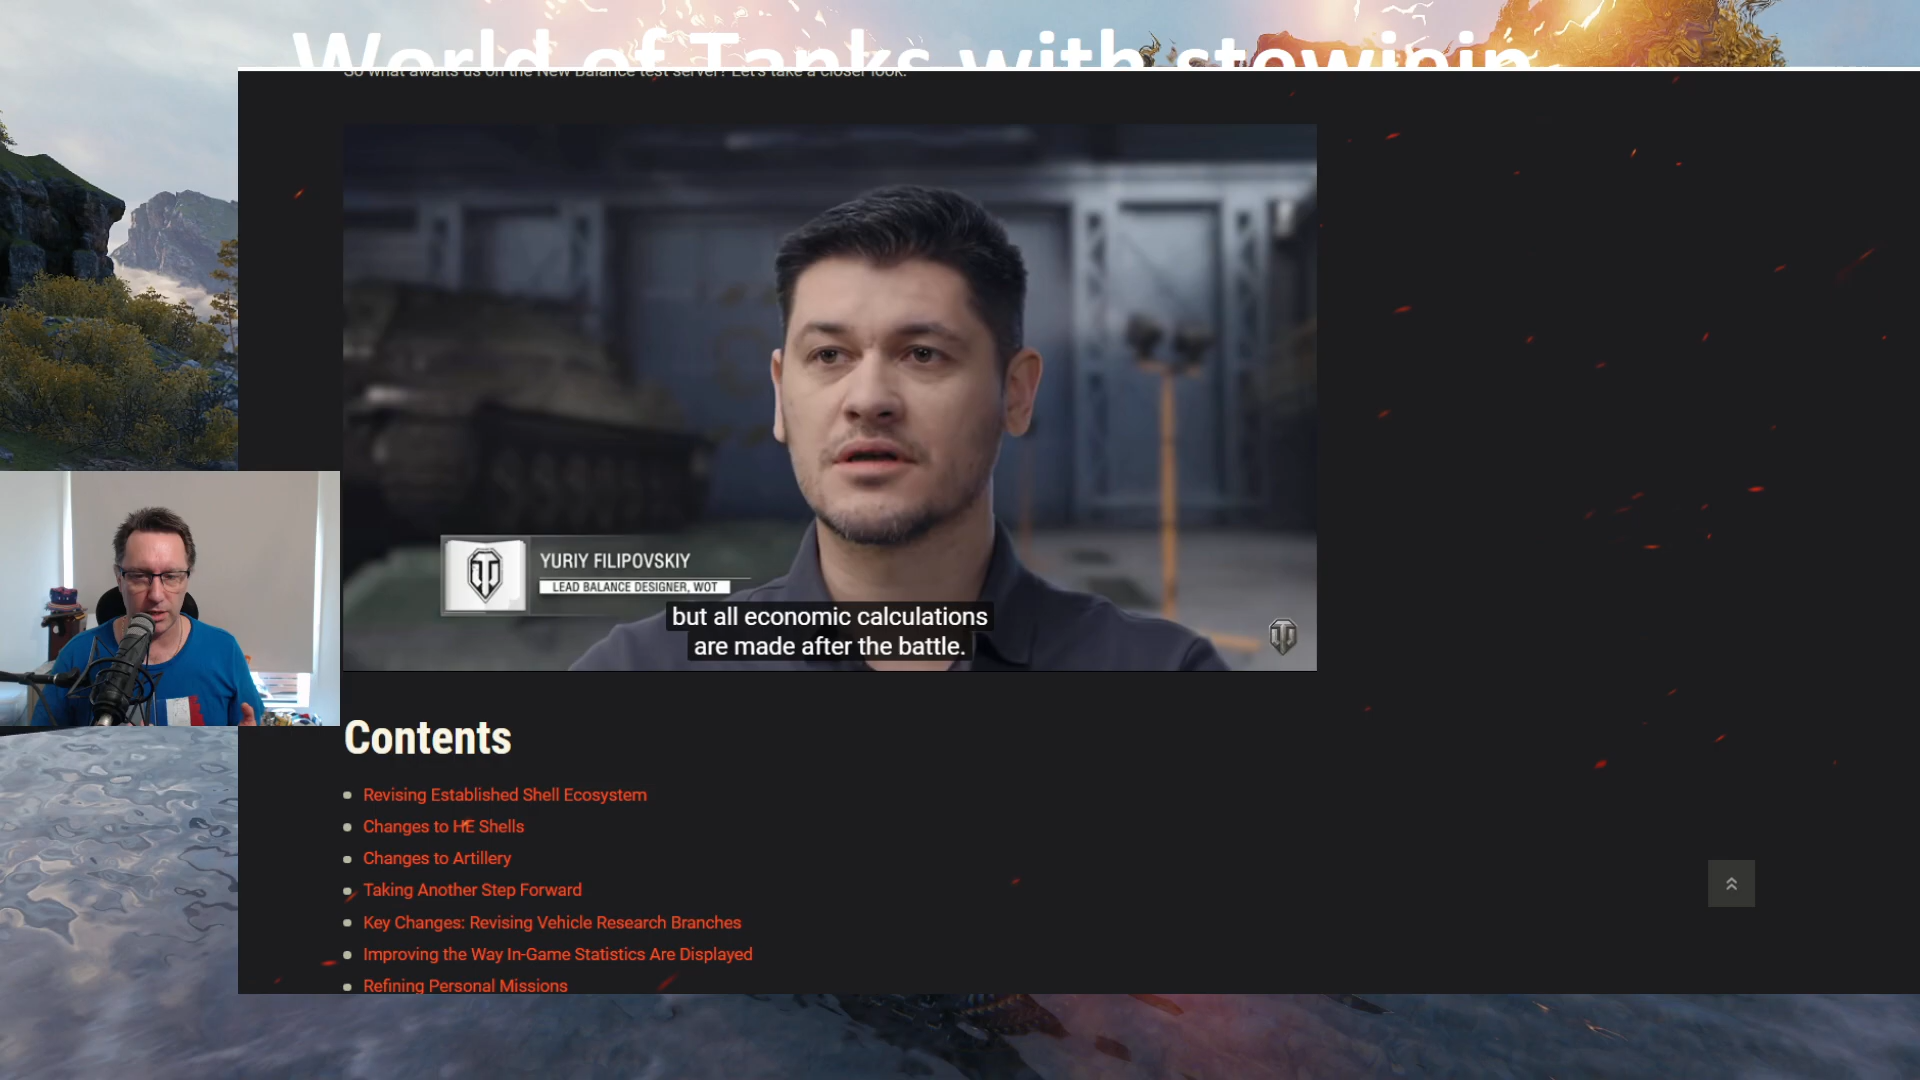 World of Tanks with stewjpip
So what awaits us on the New Balance test server? Let's take a closer look.
YURIY FILIPOVSKIY
LEAD BALANCE DESIGNER, WOT
but all economic calculations
are made after the battle.
Contents
Revising Established Shell Ecosystem
Changes to HE Shells
Changes to Artillery
Taking Another Step Forward
Key Changes: Revising Vehicle Research Branches
Improving the Way In-Game Statistics Are Displayed
Refining Personal Missions